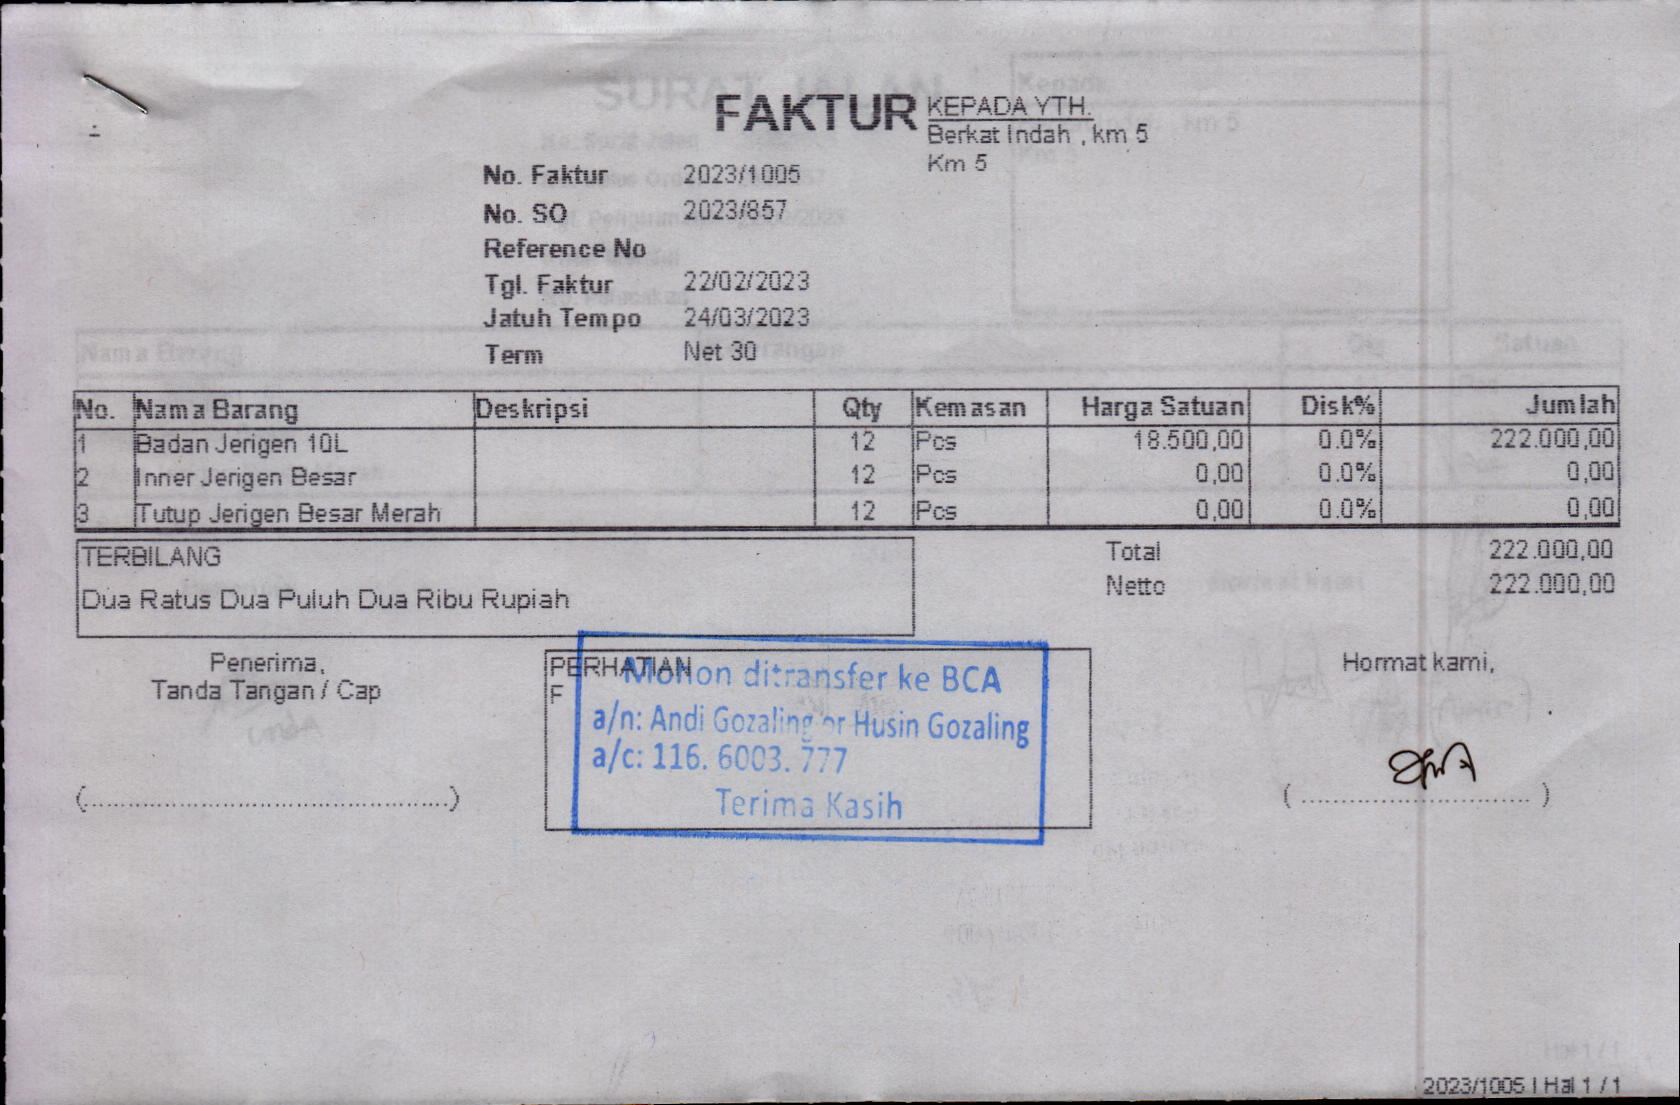 FAKTUR
KEPADA YTH.
Berkat Indah , km 5
Km 5
No. Faktur 2023/1005
No. SO 2023/857
Reference No
Tgl. Faktur 22/02/2023
Jatuh Tempo 24/03/2023
Term Net 30
No. Nama Barang Deskripsi Qty Kemasan Harga Satuan Disk% Jumlah
1 Badan Jerigen 10L 12 Pcs 18.500,00 0.0% 222.000,00
2 Inner Jerigen Besar 12 Pcs 0,00 0.0% 0,00
3 Tutup Jerigen Besar Merah 12 Pcs 0,00 0.0% 0,00
TERBILANG
Dua Ratus Dua Puluh Dua Ribu Rupiah
Total 222.000,00
Netto 222.000,00
Penerima,
Tanda Tangan / Cap
(................................................)
PERHATIAN
F
Mohon ditransfer ke BCA
a/n: Andi Gozaling or Husin Gozaling
a/c: 116. 6003. 777
Terima Kasih
Hormat kami,
( .............................. )
2023/1005 | Hal 1 / 1